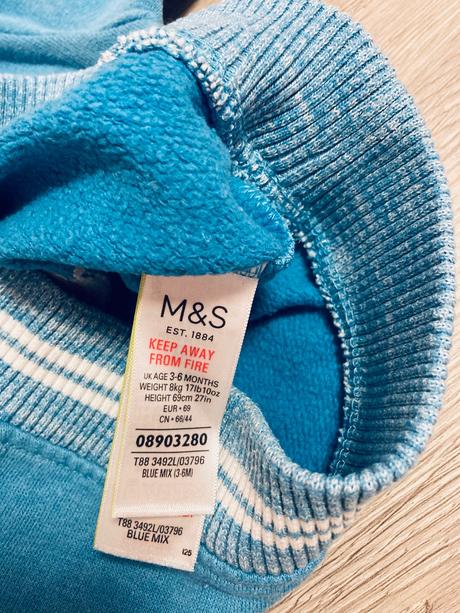 M&S
EST. 1884
KEEP AWAY
FROM FIRE
UK AGE 3-6 MONTHS
WEIGHT 8kg 17lb10oz
HEIGHT 69cm 27in
EUR • 69
CN • 66/44
08903280
T88 3492L/03796
BLUE MIX (3-6M)
T88 3492L/03796
BLUE MIX
I25